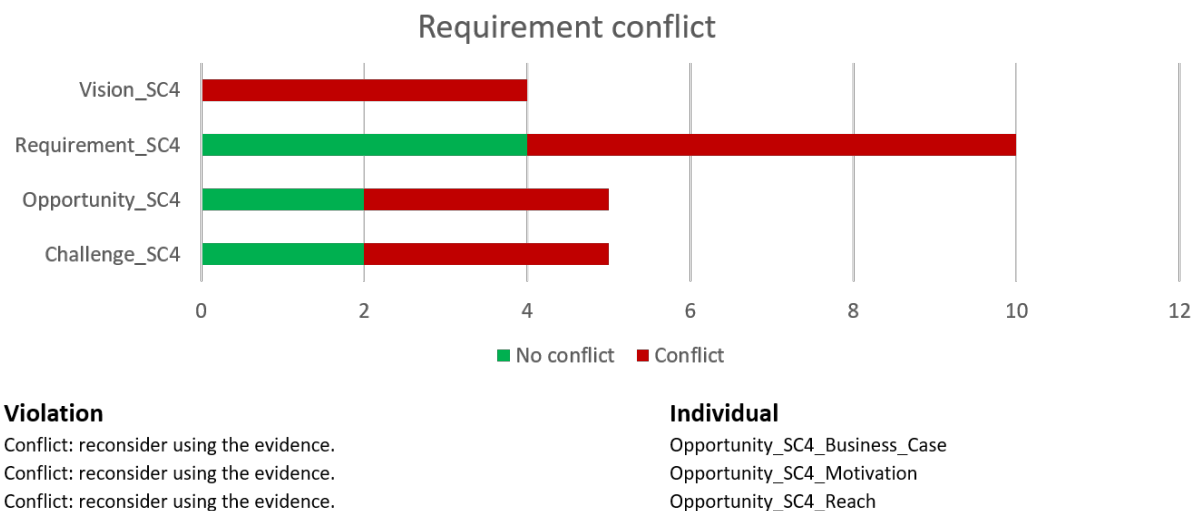 Requirement conflict
Vision_SC4
Requirement_SC4
Opportunity_SC4
Challenge_SC4
0 2 4 6 8 10 12
No conflict Conflict
Violation Individual
Conflict: reconsider using the evidence. Opportunity_SC4_Business_Case
Conflict: reconsider using the evidence. Opportunity_SC4_Motivation
Conflict: reconsider using the evidence. Opportunity_SC4_Reach